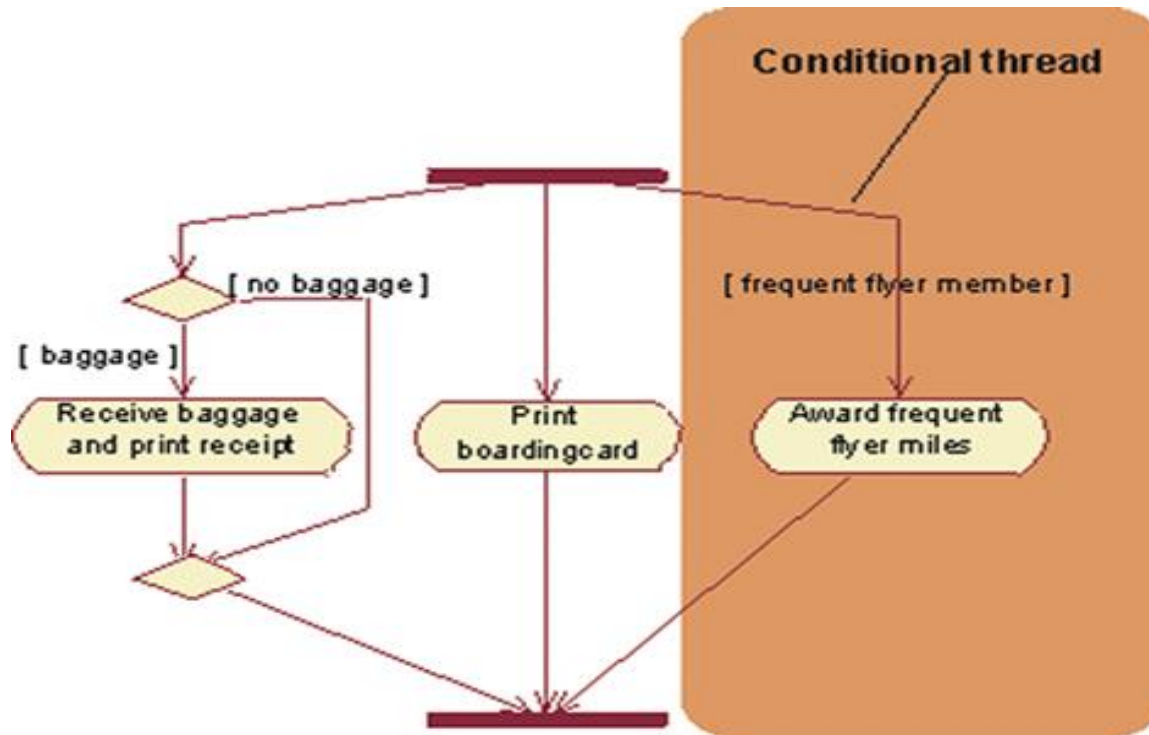 Conditional thread
[ no baggage ]
[ frequent flyer member ]
[ baggage ]
Receive baggage
and print receipt
Print
boardingcard
Award frequent
flyer miles